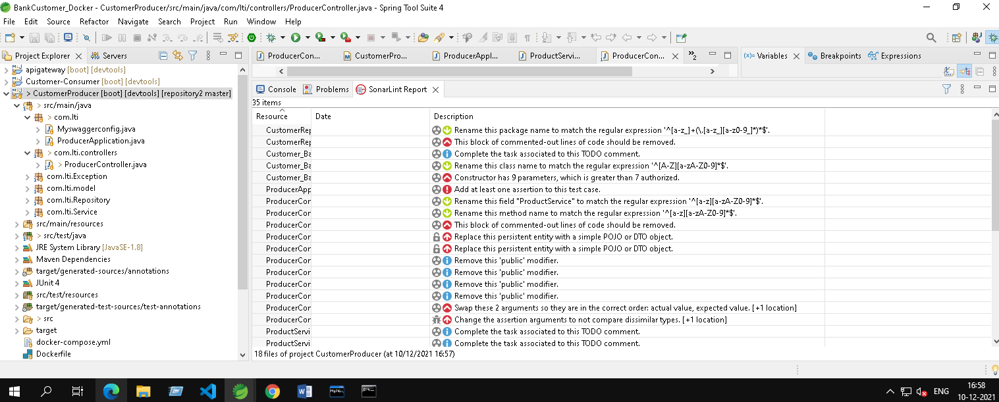 BankCustomer_Docker - CustomerProducer/src/main/java/com/lti/controllers/ProducerController.java - Spring Tool Suite 4
File Edit Source Refactor Navigate Search Project Run Window Help
Project Explorer Servers
ProducerCon... CustomerPro... ProducerAppl... ProductServi... ProducerCon... »2
(x)= Variables Breakpoints Expressions
apigateway [boot] [devtools]
Customer-Consumer [boot] [devtools]
> CustomerProducer [boot] [devtools] [repository2 master]
> src/main/java
> com.lti
Myswaggerconfig.java
ProducerApplication.java
> com.lti.controllers
> ProducerController.java
com.lti.Exception
com.lti.model
com.lti.Repository
com.lti.Service
src/main/resources
> src/test/java
JRE System Library [JavaSE-1.8]
Maven Dependencies
target/generated-sources/annotations
JUnit 4
src/test/resources
target/generated-test-sources/test-annotations
> src
target
docker-compose.yml
Dockerfile
Console Problems SonarLint Report
35 items
Resource Date Description
CustomerRep Rename this package name to match the regular expression '^[a-z_]+(\.[a-z_][a-z0-9_]*)*$'.
CustomerRep This block of commented-out lines of code should be removed.
Customer_Ba Complete the task associated to this TODO comment.
Customer_Ba Rename this class name to match the regular expression '^[A-Z][a-zA-Z0-9]*$'.
Customer_Ba Constructor has 9 parameters, which is greater than 7 authorized.
ProducerApp Add at least one assertion to this test case.
ProducerCor Rename this field "ProductService" to match the regular expression '^[a-z][a-zA-Z0-9]*$'.
ProducerCor Rename this method name to match the regular expression '^[a-z][a-zA-Z0-9]*$'.
ProducerCor This block of commented-out lines of code should be removed.
ProducerCor Replace this persistent entity with a simple POJO or DTO object.
ProducerCor Replace this persistent entity with a simple POJO or DTO object.
ProducerCor Remove this 'public' modifier.
ProducerCor Remove this 'public' modifier.
ProducerCor Remove this 'public' modifier.
ProducerCor Remove this 'public' modifier.
ProducerCor Swap these 2 arguments so they are in the correct order: actual value, expected value. [+1 location]
ProducerCor Change the assertion arguments to not compare dissimilar types. [+1 location]
ProductServi Complete the task associated to this TODO comment.
ProductServi Complete the task associated to this TODO comment.
18 files of project CustomerProducer (at 10/12/2021 16:57)
ENG
16:58
10-12-2021